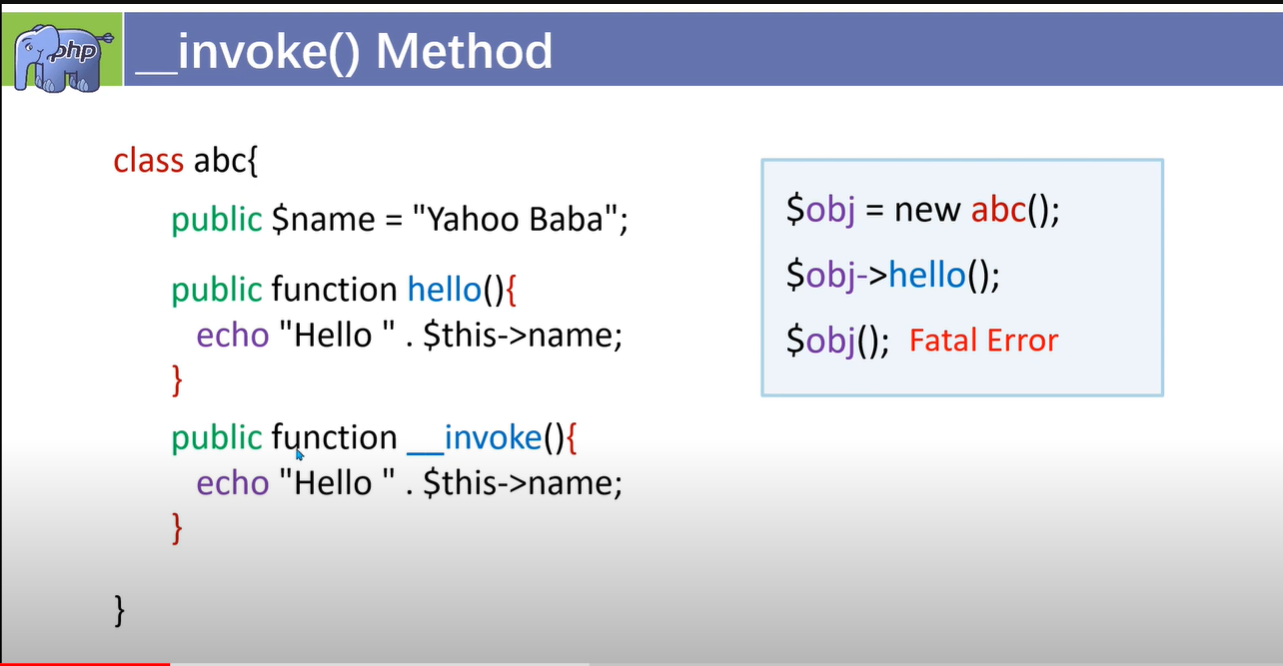 php
__invoke() Method
class abc{
public $name = "Yahoo Baba";
public function hello(){
echo "Hello " . $this->name;
}
public function __invoke(){
echo "Hello " . $this->name;
}
}
$obj = new abc();
$obj->hello();
$obj(); Fatal Error